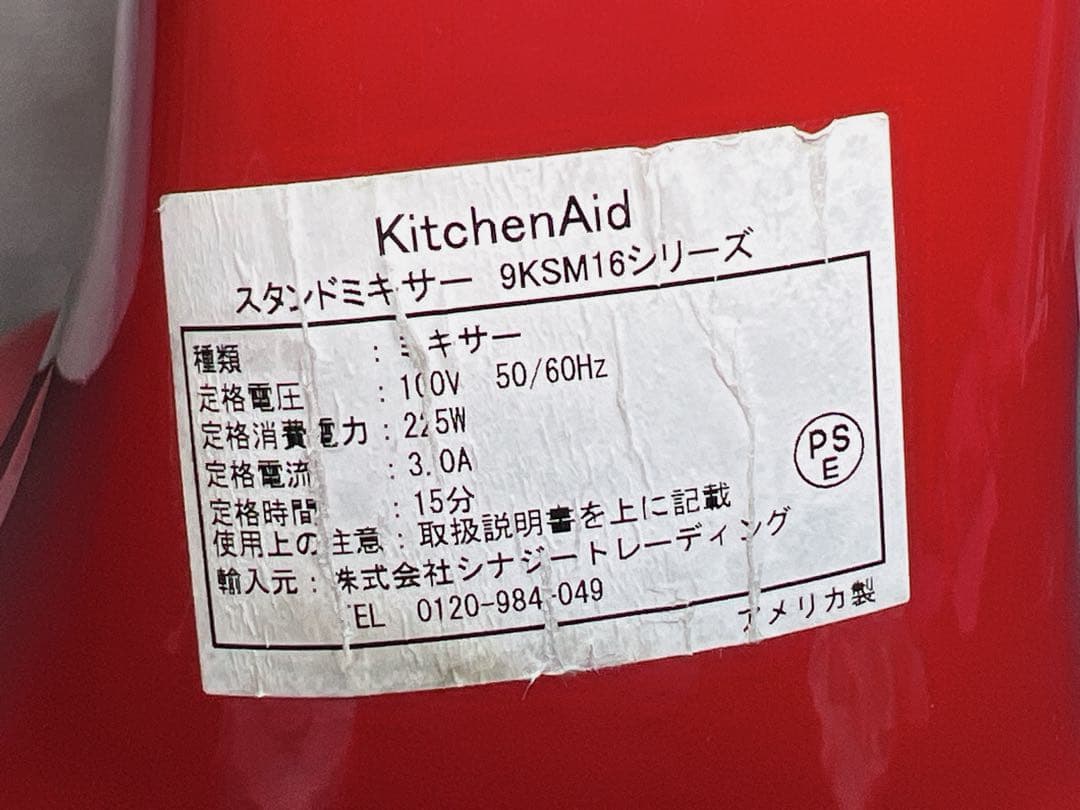 KitchenAid
スタンドミキサー 9KSM16シリーズ
種類 : ミキサー
定格電圧 : 100V 50/60Hz
定格消費電力 : 225W
定格電流 : 3.0A
定格時間 : 15分
使用上の主意 : 取扱説明書を上に記載
輸入元 : 株式会社シナジートレーディング
TEL 0120-984-049
PS
E
アメリカ製